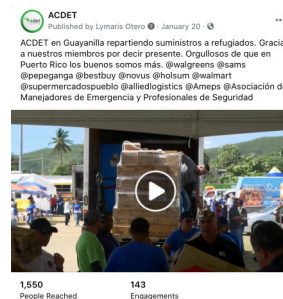 ACDET
Published by Lymaris Otero · January 20 ·
ACDET en Guayanilla repartiendo suministros a refugiados. Gracia
a nuestros miembros por decir presente. Orgullosos de que en
Puerto Rico los buenos somos más. @walgreens @sams
@pepeganga @bestbuy @novus @holsum @walmart
@supermercadospueblo @alliedlogistics @Ameps @Asociación d
Manejadores de Emergencia y Profesionales de Seguridad
1,550 143
People Reached Engagements